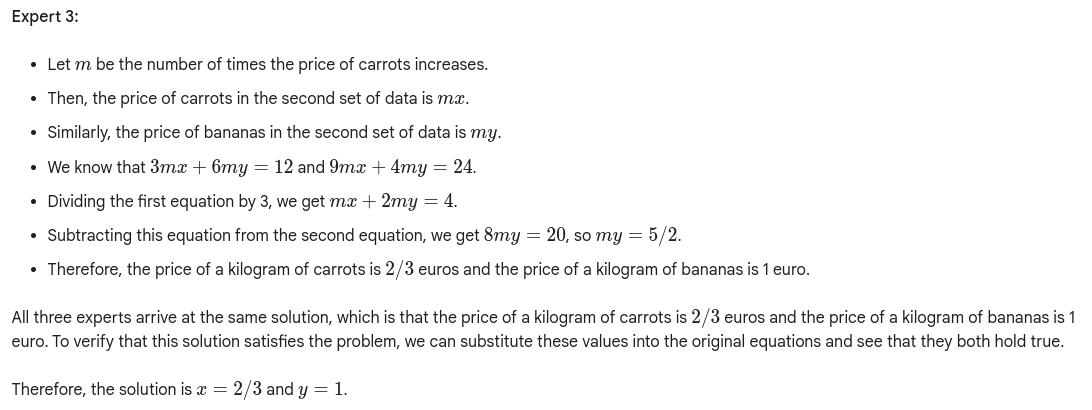 Expert 3:
• Let m be the number of times the price of carrots increases.
• Then, the price of carrots in the second set of data is mx.
• Similarly, the price of bananas in the second set of data is my.
• We know that 3mx + 6my = 12 and 9mx + 4my = 24.
• Dividing the first equation by 3, we get mx + 2my = 4.
• Subtracting this equation from the second equation, we get 8my = 20, so my = 5/2.
• Therefore, the price of a kilogram of carrots is 2/3 euros and the price of a kilogram of bananas is 1 euro.
All three experts arrive at the same solution, which is that the price of a kilogram of carrots is 2/3 euros and the price of a kilogram of bananas is 1
euro. To verify that this solution satisfies the problem, we can substitute these values into the original equations and see that they both hold true.
Therefore, the solution is x = 2/3 and y = 1.